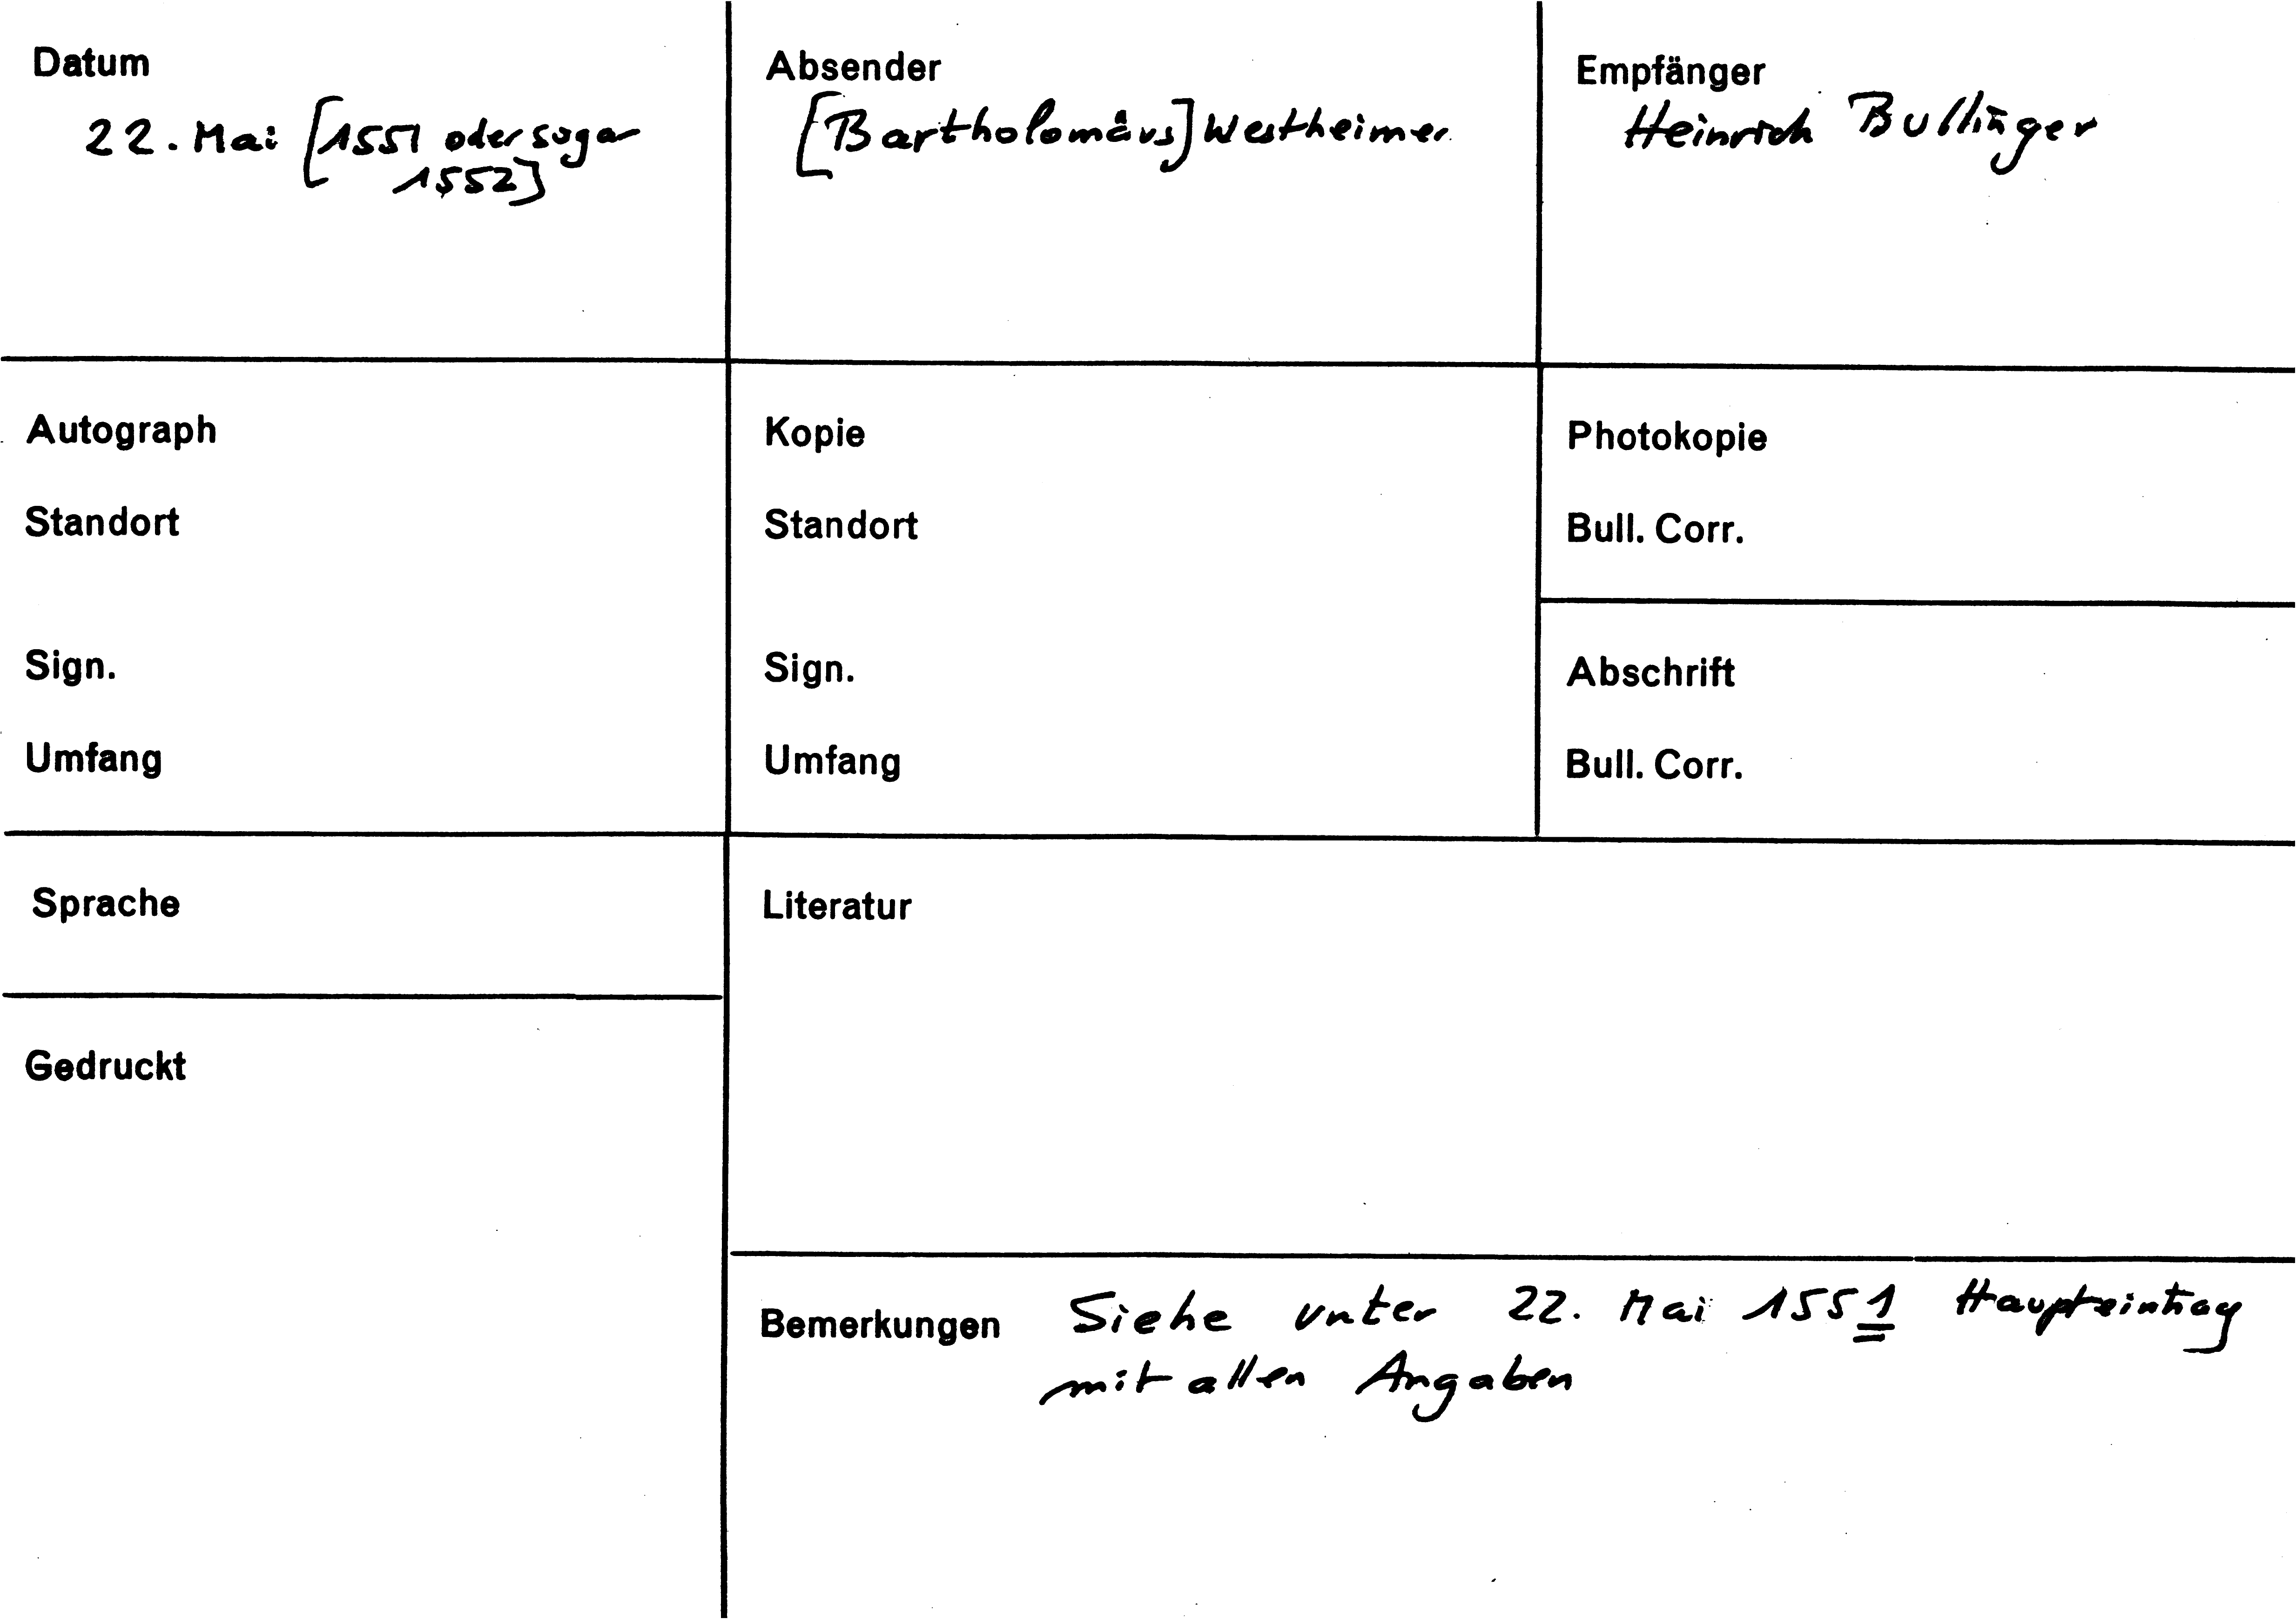 Datum
22. Mai [1551 oder sogar
1552]
Absender
[Bartholomäus] Westheimer
Empfänger
Heinrich Bullinger
Autograph
Standort
Sign.
Umfang
Kopie
Standort
Sign.
Umfang
Photokopie
Bull. Corr.
Abschrift
Bull. Corr.
Sprache
Gedruckt
Literatur
Bemerkungen Siehe unter 22. Mai 1551 Haupteintrag
mit allen Angaben